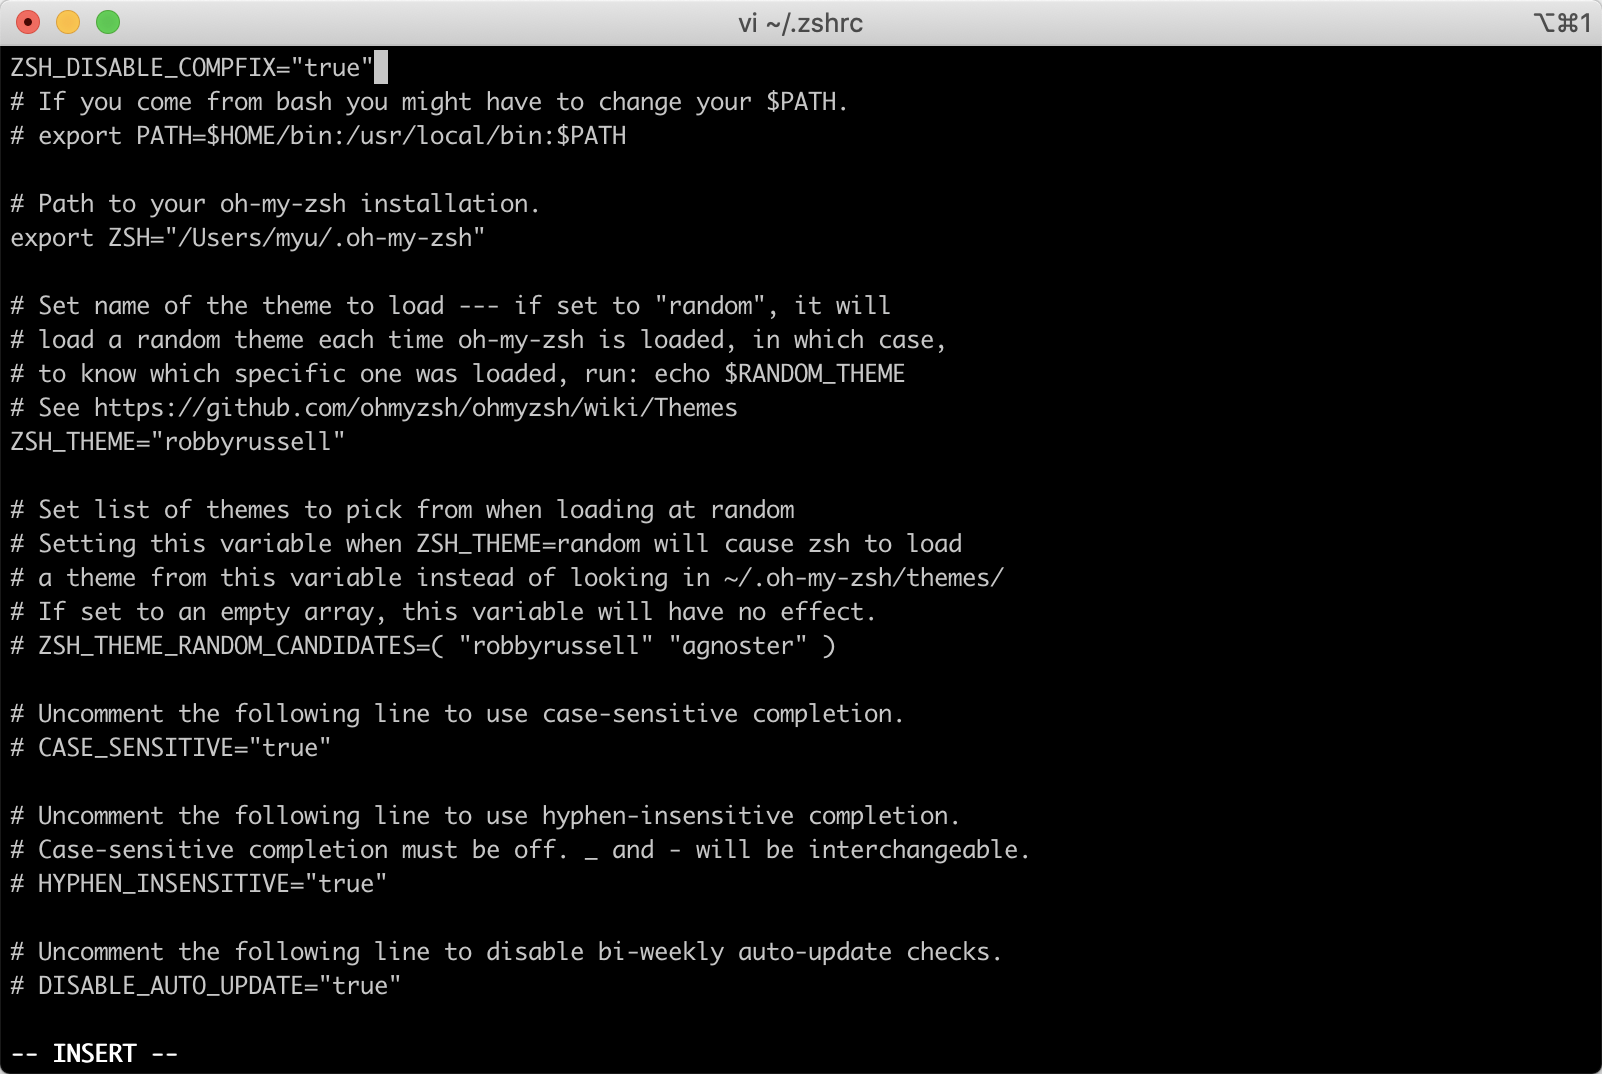 vi ~/.zshrc
⌥⌘1
ZSH_DISABLE_COMPFIX="true"
# If you come from bash you might have to change your $PATH.
# export PATH=$HOME/bin:/usr/local/bin:$PATH
# Path to your oh-my-zsh installation.
export ZSH="/Users/myu/.oh-my-zsh"
# Set name of the theme to load --- if set to "random", it will
# load a random theme each time oh-my-zsh is loaded, in which case,
# to know which specific one was loaded, run: echo $RANDOM_THEME
# See https://github.com/ohmyzsh/ohmyzsh/wiki/Themes
ZSH_THEME="robbyrussell"
# Set list of themes to pick from when loading at random
# Setting this variable when ZSH_THEME=random will cause zsh to load
# a theme from this variable instead of looking in ~/.oh-my-zsh/themes/
# If set to an empty array, this variable will have no effect.
# ZSH_THEME_RANDOM_CANDIDATES=( "robbyrussell" "agnoster" )
# Uncomment the following line to use case-sensitive completion.
# CASE_SENSITIVE="true"
# Uncomment the following line to use hyphen-insensitive completion.
# Case-sensitive completion must be off. _ and - will be interchangeable.
# HYPHEN_INSENSITIVE="true"
# Uncomment the following line to disable bi-weekly auto-update checks.
# DISABLE_AUTO_UPDATE="true"
-- INSERT --